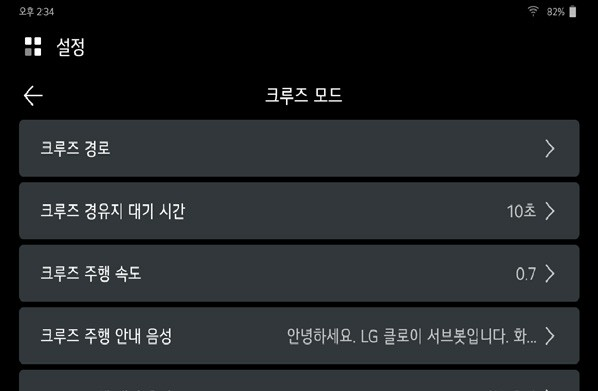 오후 2:34 82%
설정
크루즈 모드
크루즈 경로
크루즈 경유지 대기 시간 10초
크루즈 주행 속도 0.7
크루즈 주행 안내 음성 안녕하세요. LG 클로이 서브봇입니다. 화...